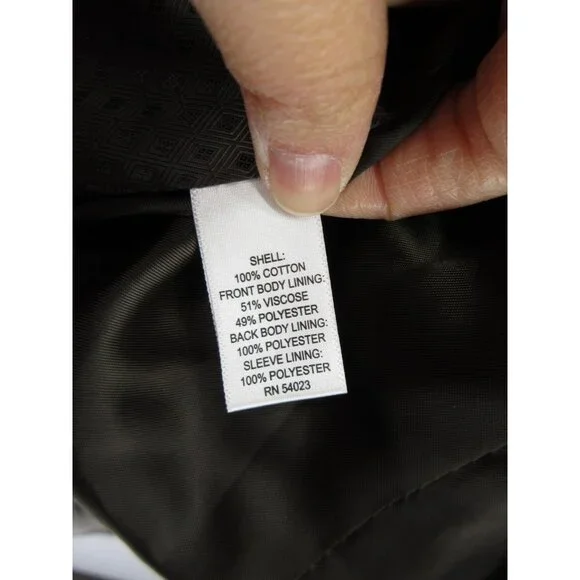 SHELL:
100% COTTON
FRONT BODY LINING:
51% VISCOSE
49% POLYESTER
BACK BODY LINING:
100% POLYESTER
SLEEVE LINING:
100% POLYESTER
RN 54023